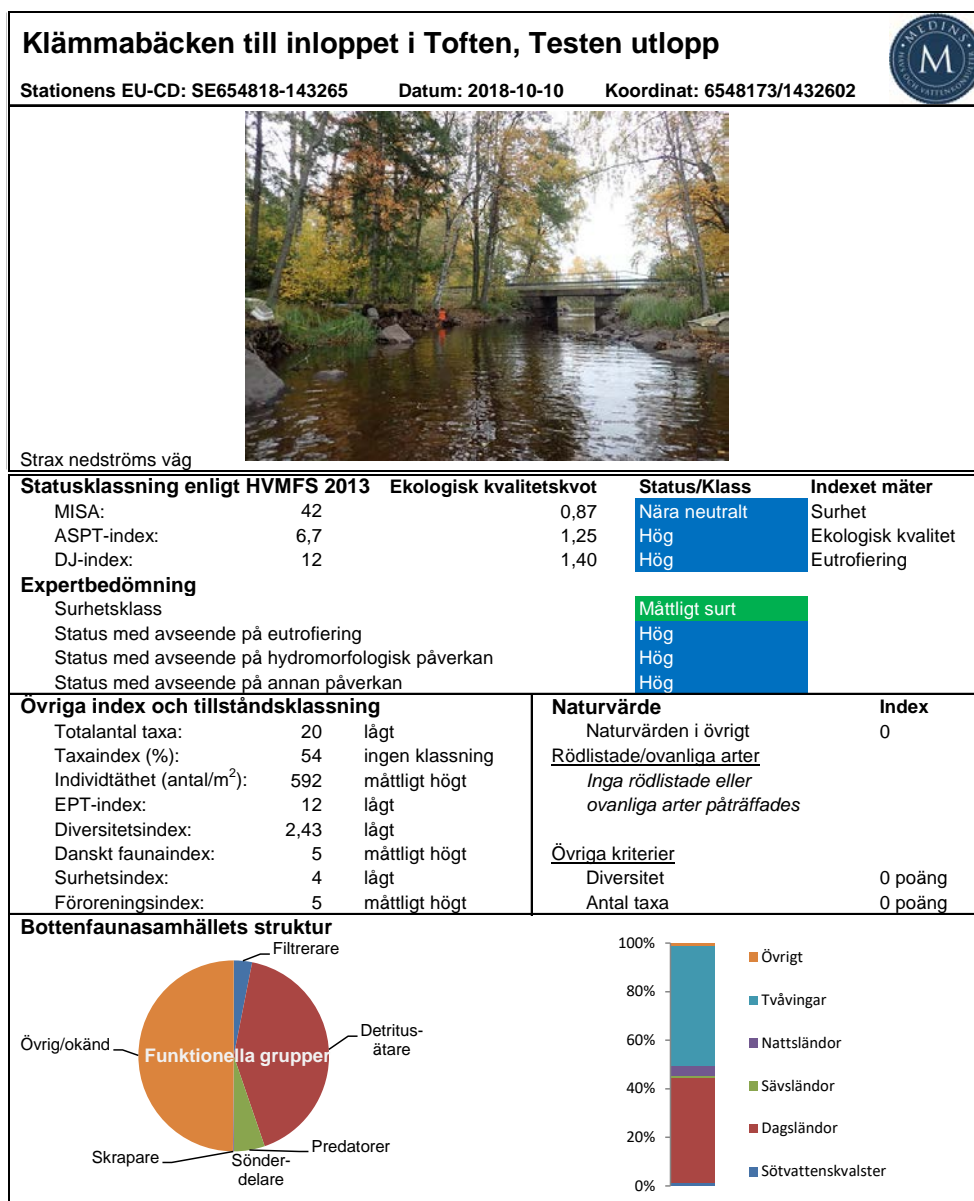 Klämmabäcken till inloppet i Toften, Testen utlopp
Stationens EU-CD: SE654818-143265 Datum: 2018-10-10 Koordinat: 6548173/1432602
MEDINS
M
HAVS OCH VATTENKONSULTER
Strax nedströms väg
Statusklassning enligt HVMFS 2013 Ekologisk kvalitetskvot Status/Klass Indexet mäter
MISA: 42 0,87 Nära neutralt Surhet
ASPT-index: 6,7 1,25 Hög Ekologisk kvalitet
DJ-index: 12 1,40 Hög Eutrofiering
Expertbedömning
Surhetsklass Måttligt surt
Status med avseende på eutrofiering Hög
Status med avseende på hydromorfologisk påverkan Hög
Status med avseende på annan påverkan Hög
Övriga index och tillståndsklassning
Totalantal taxa: 20 lågt
Taxaindex (%): 54 ingen klassning
Individtäthet (antal/m²): 592 måttligt högt
EPT-index: 12 lågt
Diversitetsindex: 2,43 lågt
Danskt faunaindex: 5 måttligt högt
Surhetsindex: 4 lågt
Föroreningsindex: 5 måttligt högt
Naturvärde Index
Naturvärden i övrigt 0
Rödlistade/ovanliga arter
Inga rödlistade eller
ovanliga arter påträffades
Övriga kriterier
Diversitet 0 poäng
Antal taxa 0 poäng
Bottenfaunasamhällets struktur
Filtrerare
Detritus-
ätare
Övrig/okänd
Funktionella grupper
Predatorer
Skrapare
Sönder-
delare
100%
80%
60%
40%
20%
0%
Övrigt
Tvåvingar
Nattsländor
Sävsländor
Dagsländor
Sötvattenskvalster